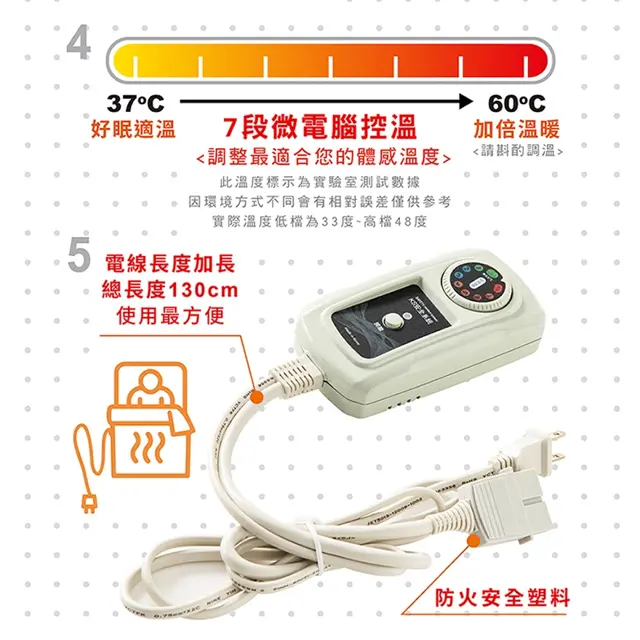 4
37°C
60°C
好眠適溫
7段微電腦控溫
加倍溫暖
<調整最適合您的體感溫度>
<請斟酌調溫>
此溫度標示為實驗室測試數據
因環境方式不同會有相對誤差僅供參考
實際溫度低檔為33度~高檔48度
5
電線長度加長
總長度130cm
使用最方便
防火安全塑料